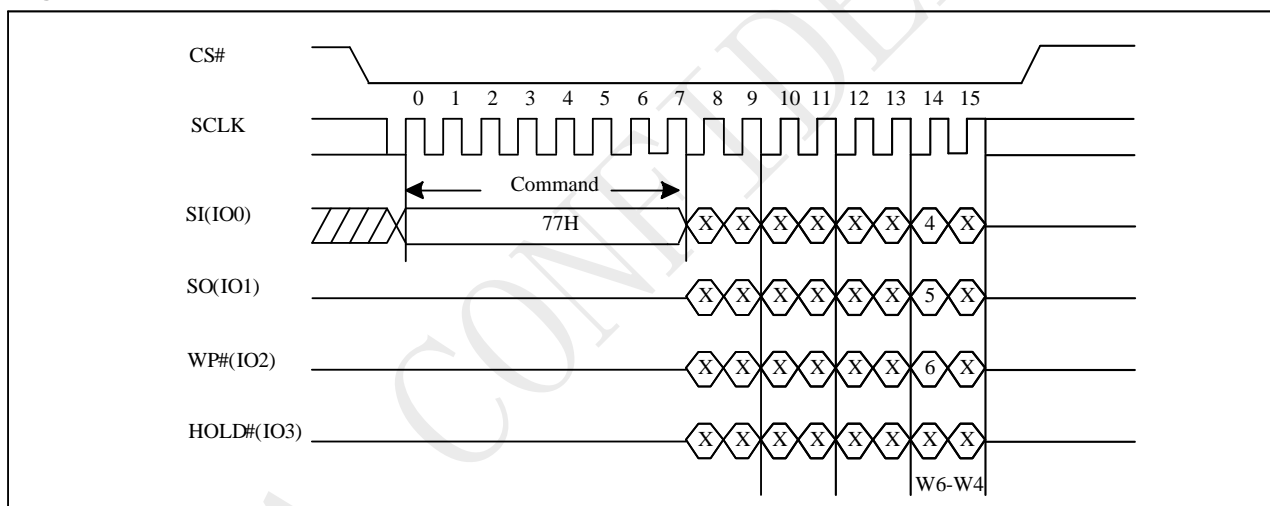 CS#
0 1 2 3 4 5 6 7 8 9 10 11 12 13 14 15
SCLK
Command
SI(IO0)
77H
X X X X X X 4 X
SO(IO1)
X X X X X X 5 X
WP#(IO2)
X X X X X X 6 X
HOLD#(IO3)
X X X X X X X X
W6-W4